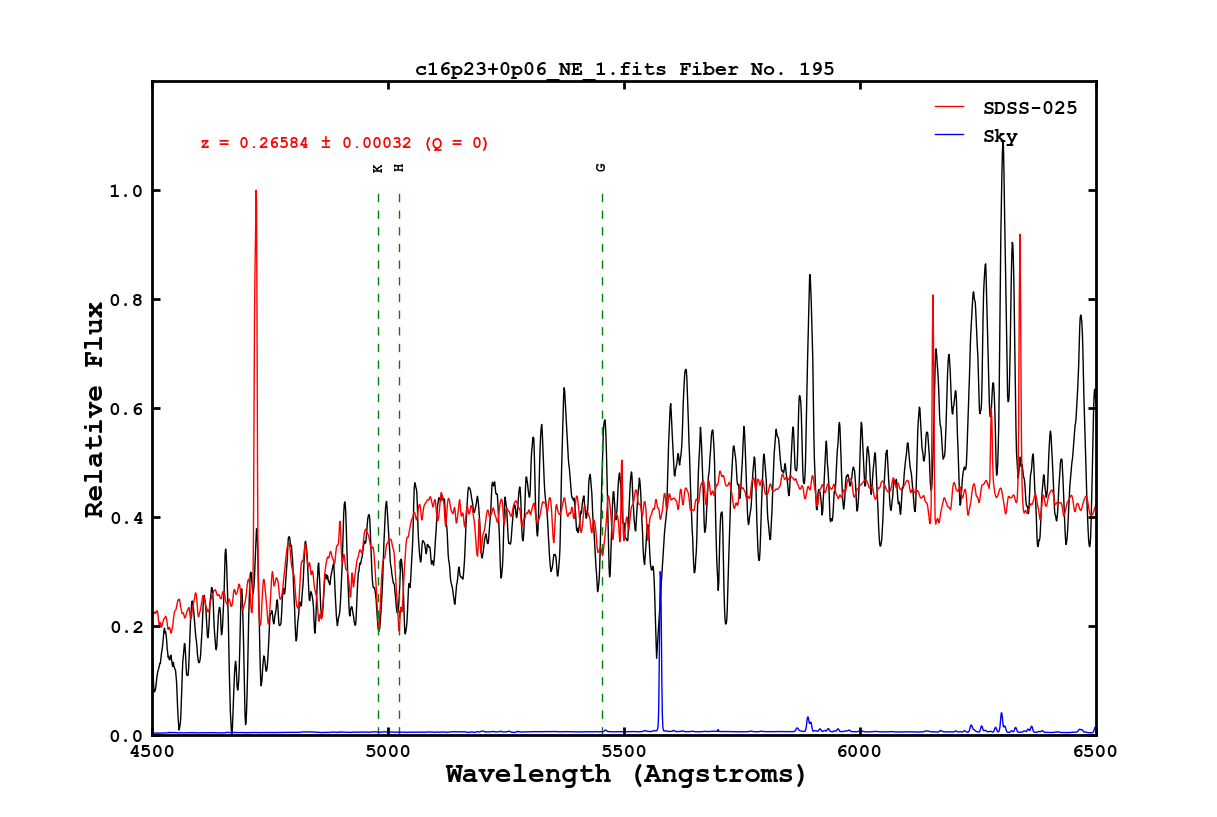 c16p23+0p06_NE_1.fits Fiber No. 195
SDSS-025
Sky
z = 0.26584 ± 0.00032 (Q = 0)
K
H
G
1.0
0.8
0.6
0.4
0.2
0.0
Relative Flux
4500
5000
5500
6000
6500
Wavelength (Angstroms)